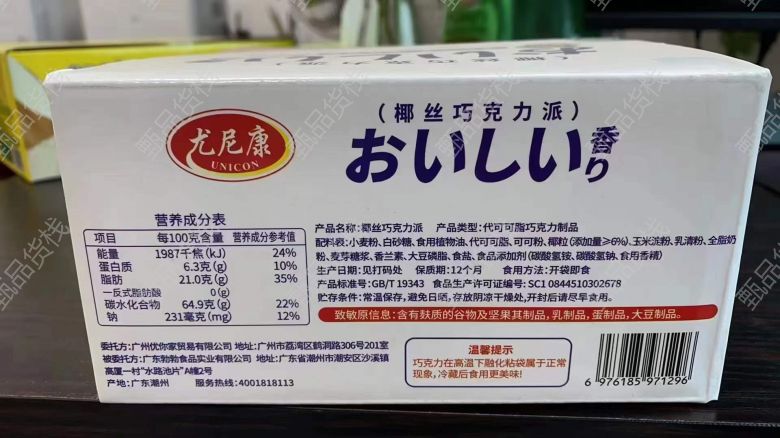 尤尼康
UNICON
（椰丝巧克力派）
おいしい香り
营养成分表
项目 每100克含量 营养成分参考值
能量 1987千焦(kJ) 24%
蛋白质 6.3克(g) 10%
脂肪 21.0克(g) 35%
一反式脂肪酸 0(g)
碳水化合物 64.9克(g) 22%
钠 231毫克(mg) 12%
产品名称:椰丝巧克力派 产品类型:代可可脂巧克力制品
配料表:小麦粉、白砂糖、食用植物油、代可可脂、可可粉、椰粒(添加量≥6%)、玉米淀粉、乳清粉、全脂奶
粉、麦芽糖浆、香兰素、大豆磷脂、食盐、食品添加剂(碳酸氢铵、碳酸氢钠、食用香精)
生产日期:见打码处 保质期:12个月 食用方法:开袋即食
产品标准号:GB/T 19343 食品生产许可证编号:SC10844510302678
贮存条件:常温保存,避免日晒,存放阴凉干燥处,开封后请尽早食用。
致敏原信息:含有麸质的谷物及坚果其制品,乳制品,蛋制品,大豆制品。
委托方:广州优你家贸易有限公司 地址:广州市荔湾区鹤洞路306号201室
被委托方:广东勃勃食品实业有限公司 地址:广东省潮州市潮安区沙溪镇
高厦一村"水路池片"A1幢2号
产地:广东潮州 服务热线:4001818113
温馨提示
巧克力在高温下融化粘袋属于正常
现象,冷藏后食用更美味!
6 976185 971296
甄品货栈